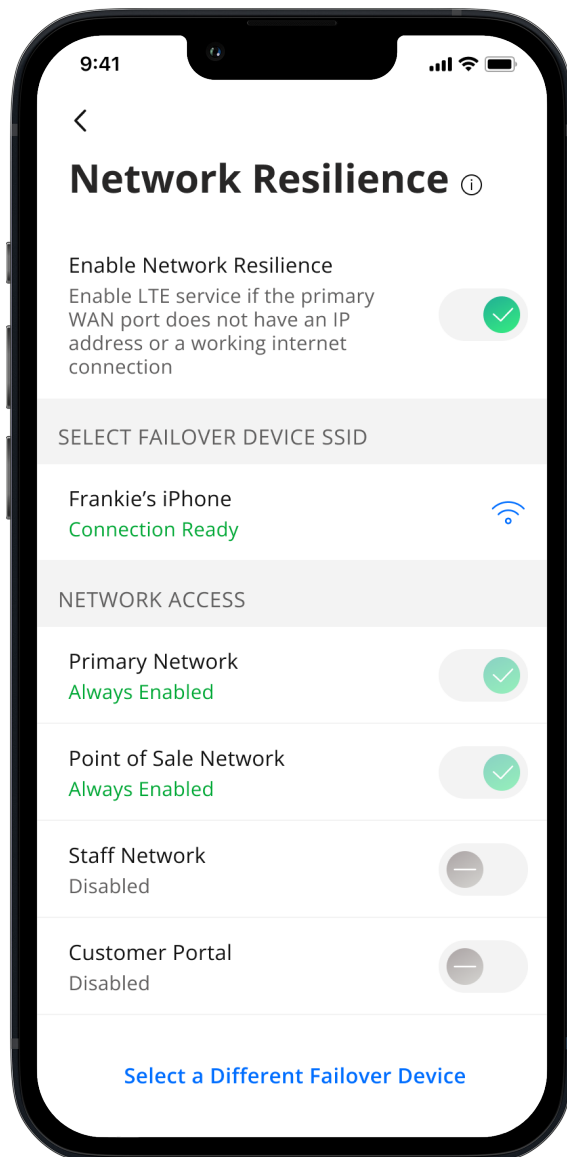 9:41
Network Resilience
Enable Network Resilience
Enable LTE service if the primary
WAN port does not have an IP
address or a working internet
connection
SELECT FAILOVER DEVICE SSID
Frankie’s iPhone
Connection Ready
NETWORK ACCESS
Primary Network
Always Enabled
Point of Sale Network
Always Enabled
Staff Network
Disabled
Customer Portal
Disabled
Select a Different Failover Device